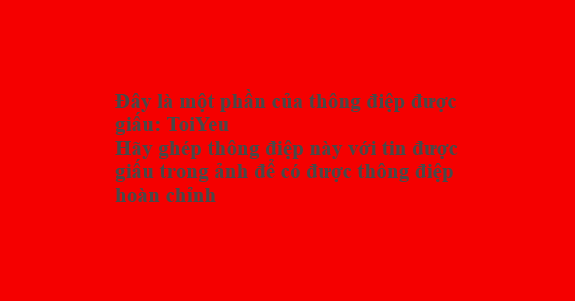 Đây là một phần của thông điệp được
giấu: ToiYeu
Hãy ghép thông điệp này với tin được
giấu trong ảnh để có được thông điệp
hoàn chỉnh